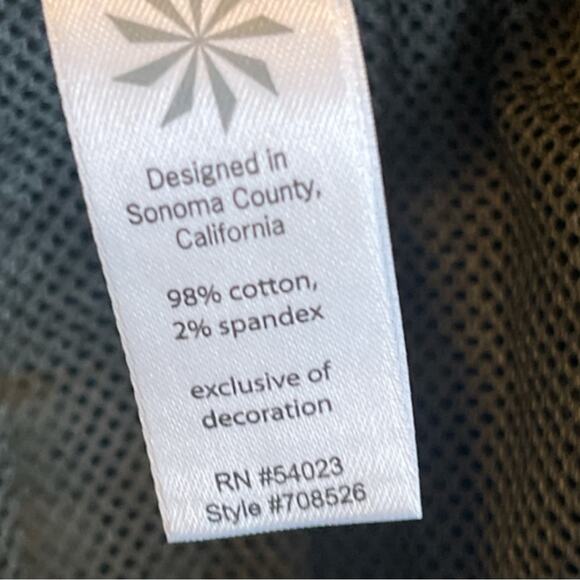 Designed in
Sonoma County,
California
98% cotton,
2% spandex
exclusive of
decoration
RN #54023
Style #708526